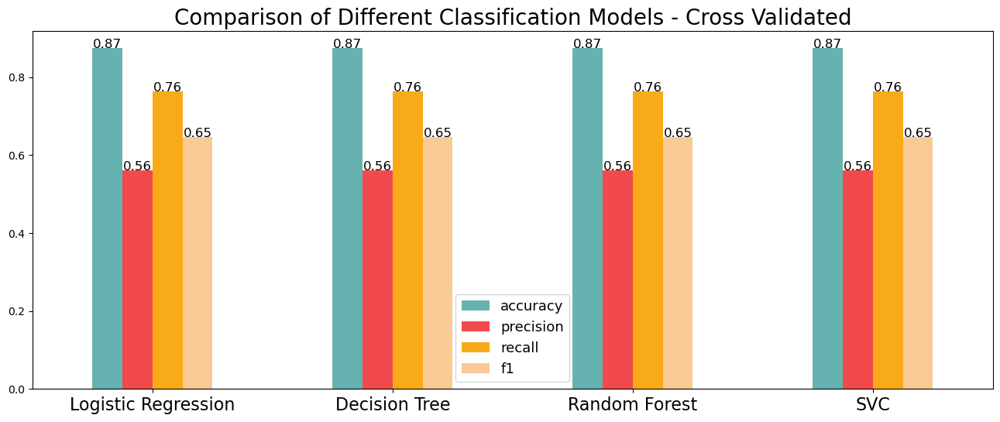 Comparison of Different Classification Models - Cross Validated
0.87 0.87 0.87 0.87
0.8
0.76 0.76 0.76 0.76
0.65 0.65 0.65 0.65
0.6
0.56 0.56 0.56 0.56
0.4
accuracy
precision
recall
f1
0.2
0.0
Logistic Regression Decision Tree Random Forest SVC